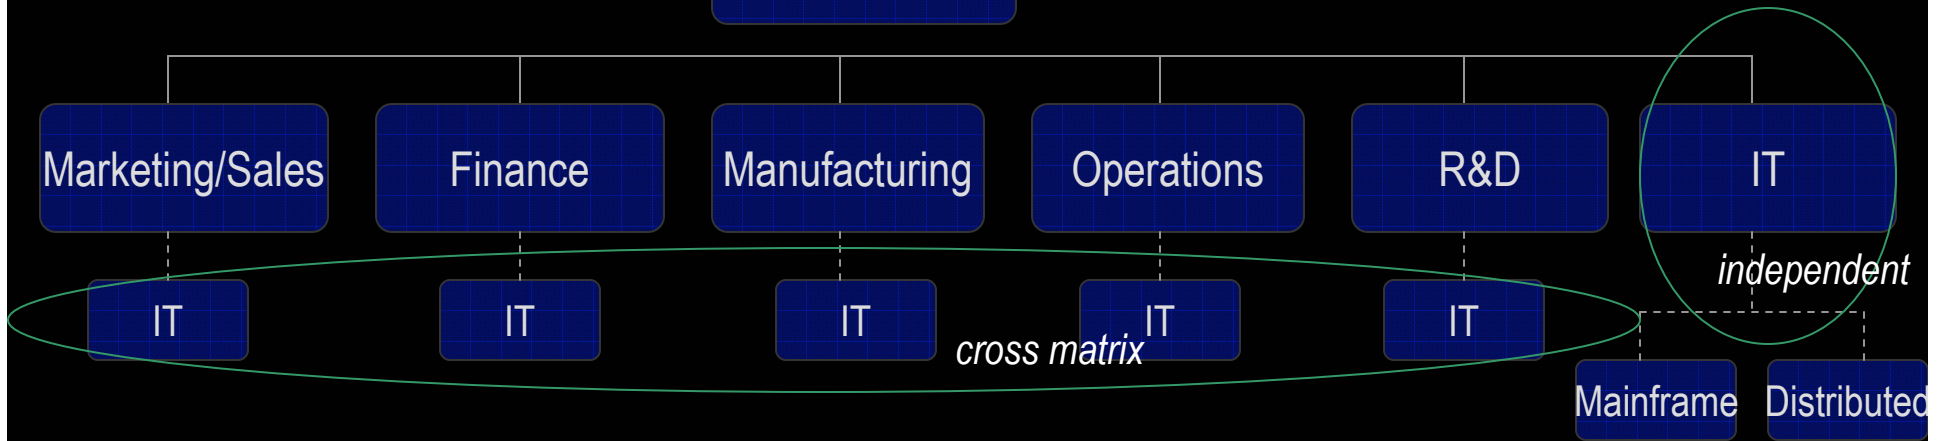 Marketing/Sales
Finance
Manufacturing
Operations
R&D
IT
independent
IT
IT
IT
IT
IT
cross matrix
Mainframe
Distributed